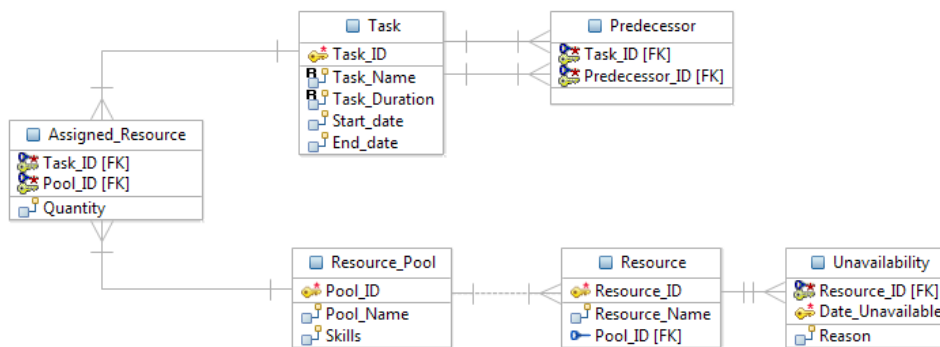 Task
Task_ID
R Task_Name
R Task_Duration
Start_date
End_date
Predecessor
Task_ID [FK]
Predecessor_ID [FK]
Assigned_Resource
Task_ID [FK]
Pool_ID [FK]
Quantity
Resource_Pool
Pool_ID
Pool_Name
Skills
Resource
Resource_ID
Resource_Name
Pool_ID [FK]
Unavailability
Resource_ID [FK]
Date_Unavailable
Reason